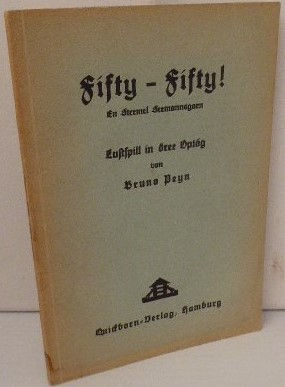 Fifty – Fifty!
En Stremel Seemannsgarn
Lustspill in dree Optög
von
Bruno Peyn
Quickborn-Verlag, Hamburg